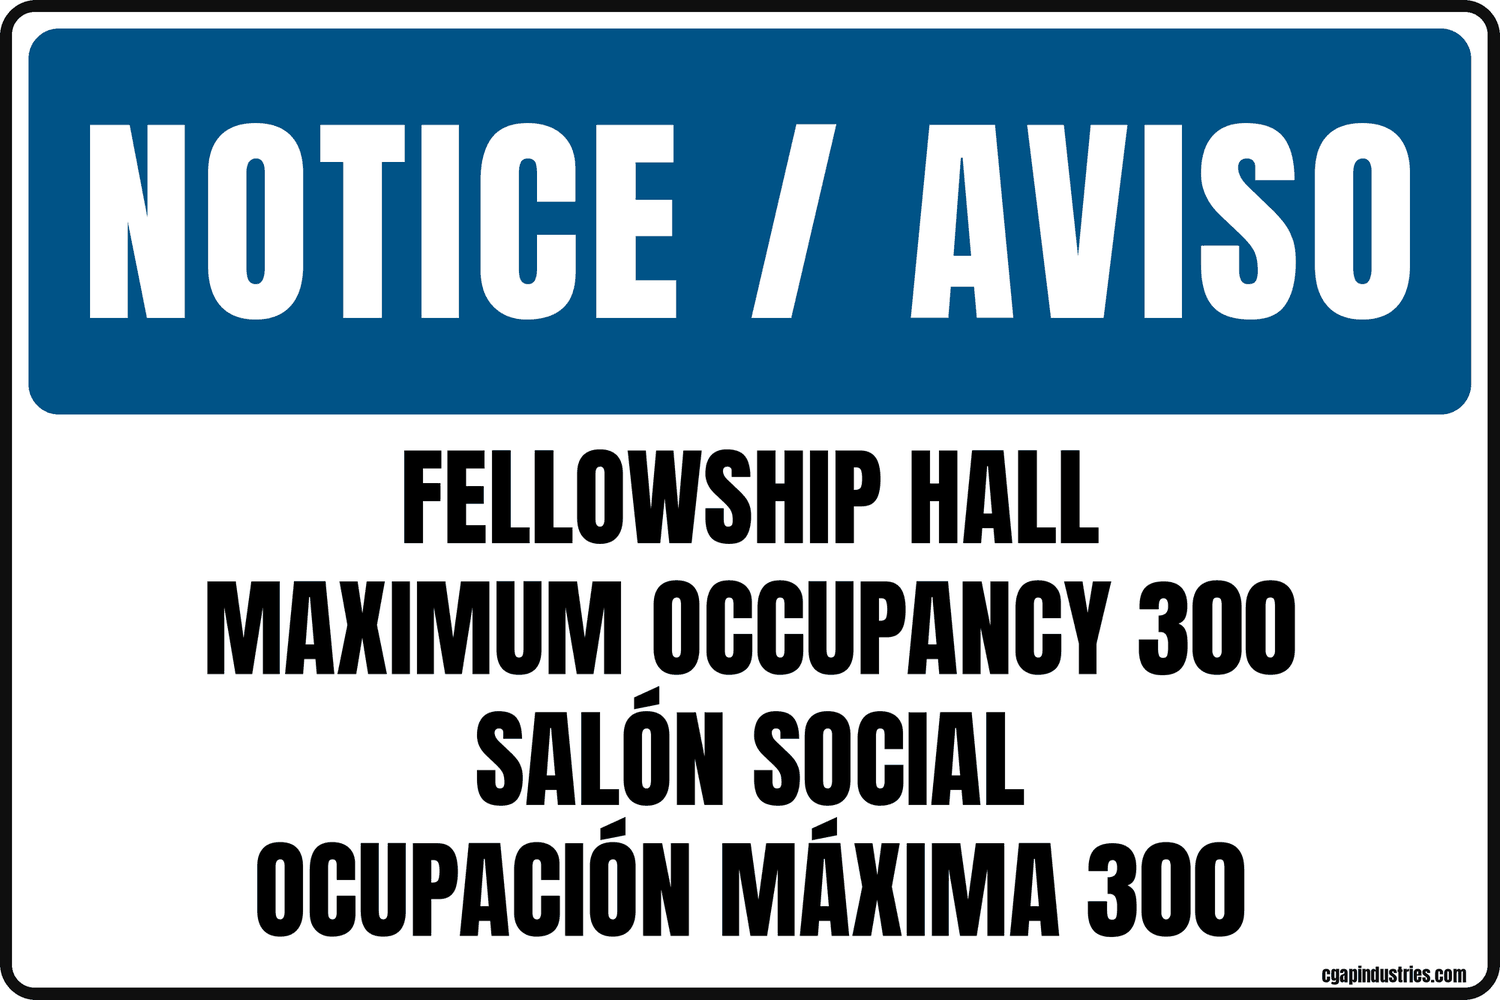 NOTICE / AVISO
FELLOWSHIP HALL
MAXIMUM OCCUPANCY 300
SALÓN SOCIAL
OCUPACIÓN MÁXIMA 300
cgapindustries.com